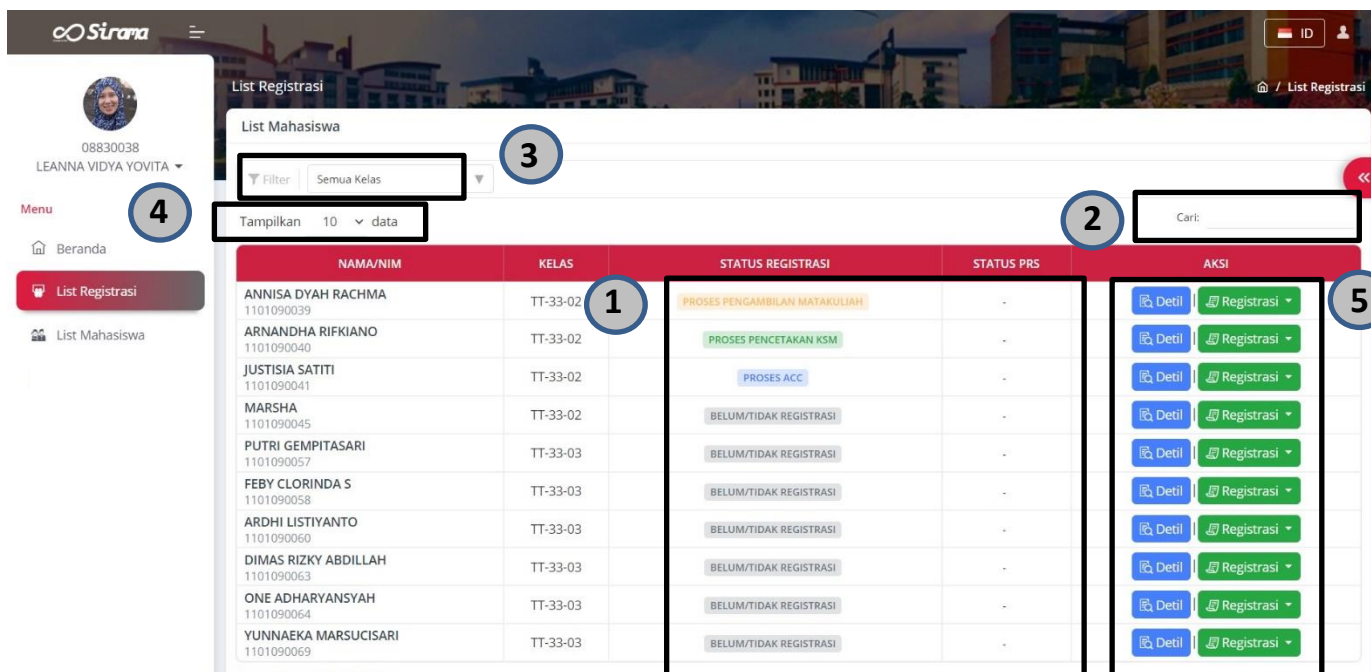 Sirama
ID
List Registrasi
/ List Registrasi
08830038
LEANNA VIDYA YOVITA
Menu
Beranda
List Registrasi
List Mahasiswa
List Mahasiswa
3
Filter Semua Kelas
4
Tampilkan 10 data
2
Cari:
NAMA/NIM KELAS STATUS REGISTRASI STATUS PRS AKSI
1
5
ANNISA DYAH RACHMA TT-33-02 PROSES PENGAMBILAN MATAKULIAH - Detil | Registrasi
1101090039
ARNANDHA RIFKIANO TT-33-02 PROSES PENCETAKAN KSM - Detil | Registrasi
1101090040
JUSTISIA SATITI TT-33-02 PROSES ACC - Detil | Registrasi
1101090041
MARSHA TT-33-02 BELUM/TIDAK REGISTRASI - Detil | Registrasi
1101090045
PUTRI GEMPITASARI TT-33-03 BELUM/TIDAK REGISTRASI - Detil | Registrasi
1101090057
FEBY CLORINDA S TT-33-03 BELUM/TIDAK REGISTRASI - Detil | Registrasi
1101090058
ARDHI LISTIYANTO TT-33-03 BELUM/TIDAK REGISTRASI - Detil | Registrasi
1101090060
DIMAS RIZKY ABDILLAH TT-33-03 BELUM/TIDAK REGISTRASI - Detil | Registrasi
1101090063
ONE ADHARYANSYAH TT-33-03 BELUM/TIDAK REGISTRASI - Detil | Registrasi
1101090064
YUNNAEKA MARSUCISARI TT-33-03 BELUM/TIDAK REGISTRASI - Detil | Registrasi
1101090069